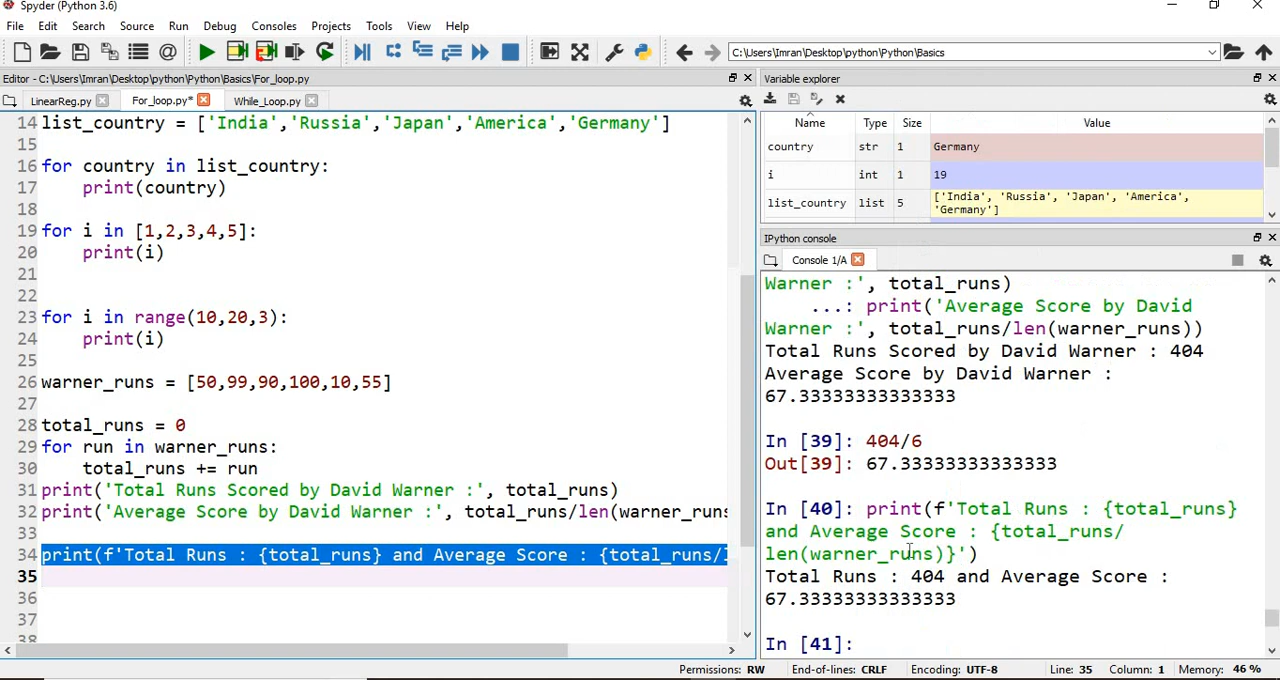 Spyder (Python 3.6)
File Edit Search Source Run Debug Consoles Projects Tools View Help
C:\Users\Imran\Desktop\python\Python\Basics
Editor - C:\Users\Imran\Desktop\python\Python\Basics\For_loop.py
LinearReg.py For_loop.py* While_Loop.py
14 list_country = ['India','Russia','Japan','America','Germany']
15
16 for country in list_country:
17 print(country)
18
19 for i in [1,2,3,4,5]:
20 print(i)
21
22
23 for i in range(10,20,3):
24 print(i)
25
26 warner_runs = [50,99,90,100,10,55]
27
28 total_runs = 0
29 for run in warner_runs:
30 total_runs += run
31 print('Total Runs Scored by David Warner :', total_runs)
32 print('Average Score by David Warner :', total_runs/len(warner_runs
33
34 print(f'Total Runs : {total_runs} and Average Score : {total_runs/
35
36
37
38
Variable explorer
Name Type Size Value
country str 1 Germany
i int 1 19
list_country list 5 ['India', 'Russia', 'Japan', 'America',
'Germany']
IPython console
Console 1/A
Warner :', total_runs)
...: print('Average Score by David
Warner :', total_runs/len(warner_runs))
Total Runs Scored by David Warner : 404
Average Score by David Warner :
67.33333333333333
In [39]: 404/6
Out[39]: 67.33333333333333
In [40]: print(f'Total Runs : {total_runs}
and Average Score : {total_runs/
len(warner_runs)}')
Total Runs : 404 and Average Score :
67.33333333333333
In [41]:
Permissions: RW End-of-lines: CRLF Encoding: UTF-8 Line: 35 Column: 1 Memory: 46 %